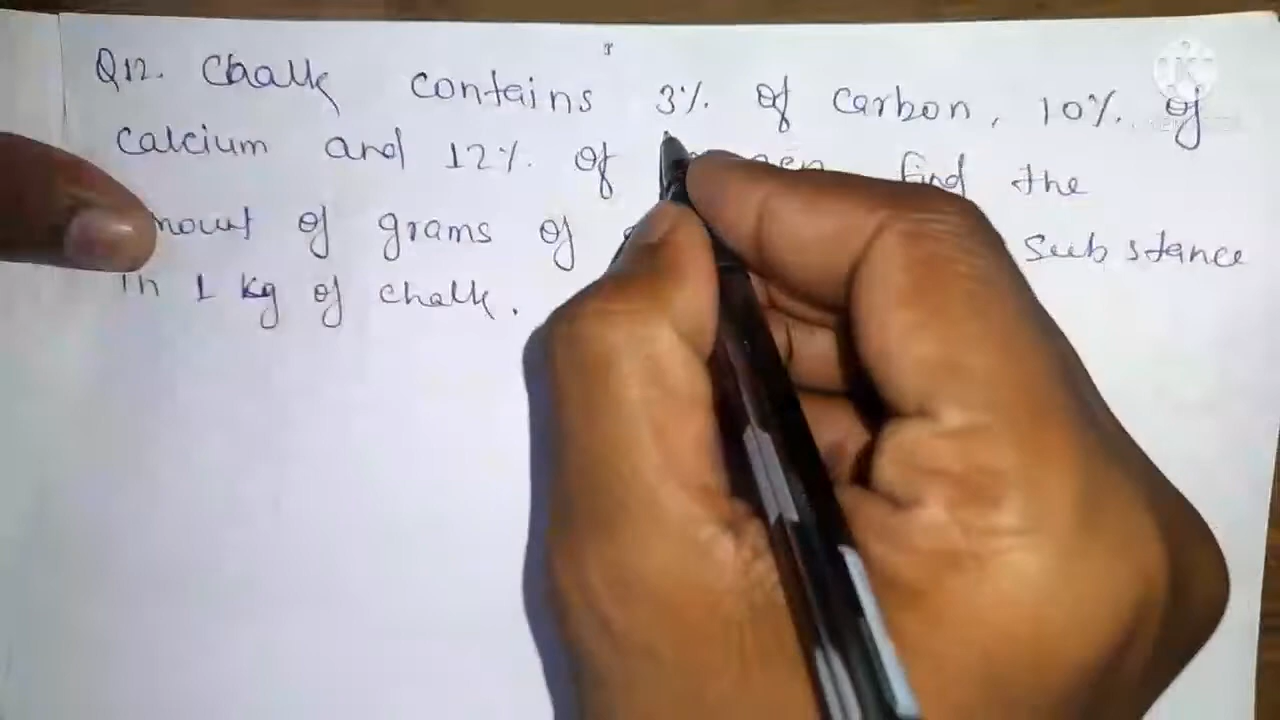 Q12. Chalk contains 3% of carbon, 10% of
calcium and 12% of find the
of grams of substance
in 1 kg of chalk.